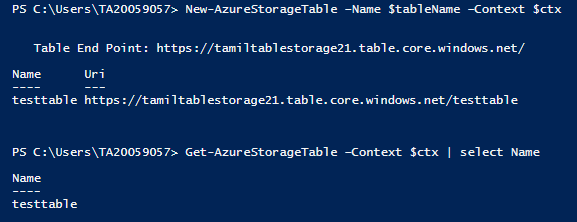 PS C:\Users\TA20059057> New-AzureStorageTable –Name $tableName –Context $ctx
Table End Point: https://tamiltablestorage21.table.core.windows.net/
Name Uri
---- ---
testtable https://tamiltablestorage21.table.core.windows.net/testtable
PS C:\Users\TA20059057> Get-AzureStorageTable –Context $ctx | select Name
Name
----
testtable